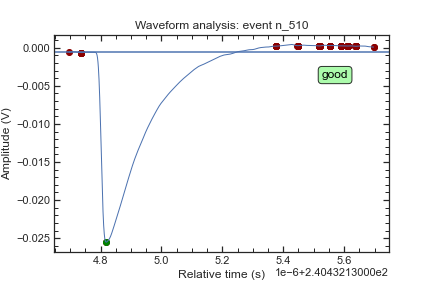 Waveform analysis: event n_510
Amplitude (V)
0.000
−0.005
−0.010
−0.015
−0.020
−0.025
good
4.8 5.0 5.2 5.4 5.6
Relative time (s) 1e−6+2.4043213000e2